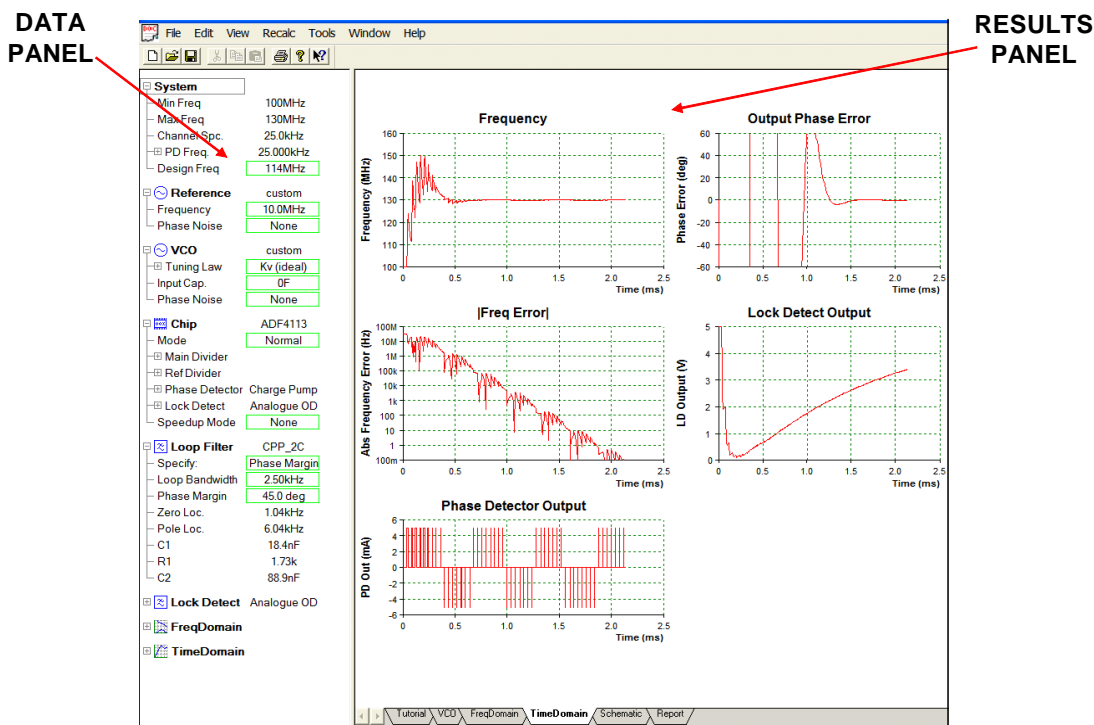 DATA
PANEL
RESULTS
PANEL
File Edit View Recalc Tools Window Help
System
Min Freq 100MHz
Max Freq 130MHz
Channel Spc. 25.0kHz
PD Freq. 25.000kHz
Design Freq 114MHz
Reference custom
Frequency 10.0MHz
Phase Noise None
VCO custom
Tuning Law Kv (ideal)
Input Cap. 0F
Phase Noise None
Chip ADF4113
Mode Normal
Main Divider
Ref Divider
Phase Detector Charge Pump
Lock Detect Analogue OD
Speedup Mode None
Loop Filter CPP_2C
Specify: Phase Margin
Loop Bandwidth 2.50kHz
Phase Margin 45.0 deg
Zero Loc. 1.04kHz
Pole Loc. 6.04kHz
C1 18.4nF
R1 1.73k
C2 88.9nF
Lock Detect Analogue OD
FreqDomain
TimeDomain
Frequency
Frequency (MHz)
160
150
140
130
120
110
100
0 0.5 1.0 1.5 2.0 2.5
Time (ms)
Output Phase Error
Phase Error (deg)
60
40
20
0
-20
-40
-60
0 0.5 1.0 1.5 2.0 2.5
Time (ms)
|Freq Error|
Abs Frequency Error (Hz)
100M
10M
1M
100k
10k
1k
100
10
1
100m
0 0.5 1.0 1.5 2.0 2.5
Time (ms)
Lock Detect Output
LD Output (V)
5
4
3
2
1
0
0 0.5 1.0 1.5 2.0 2.5
Time (ms)
Phase Detector Output
PD Out (mA)
6
4
2
0
-2
-4
-6
0 0.5 1.0 1.5 2.0 2.5
Time (ms)
Tutorial VCO FreqDomain TimeDomain Schematic Report